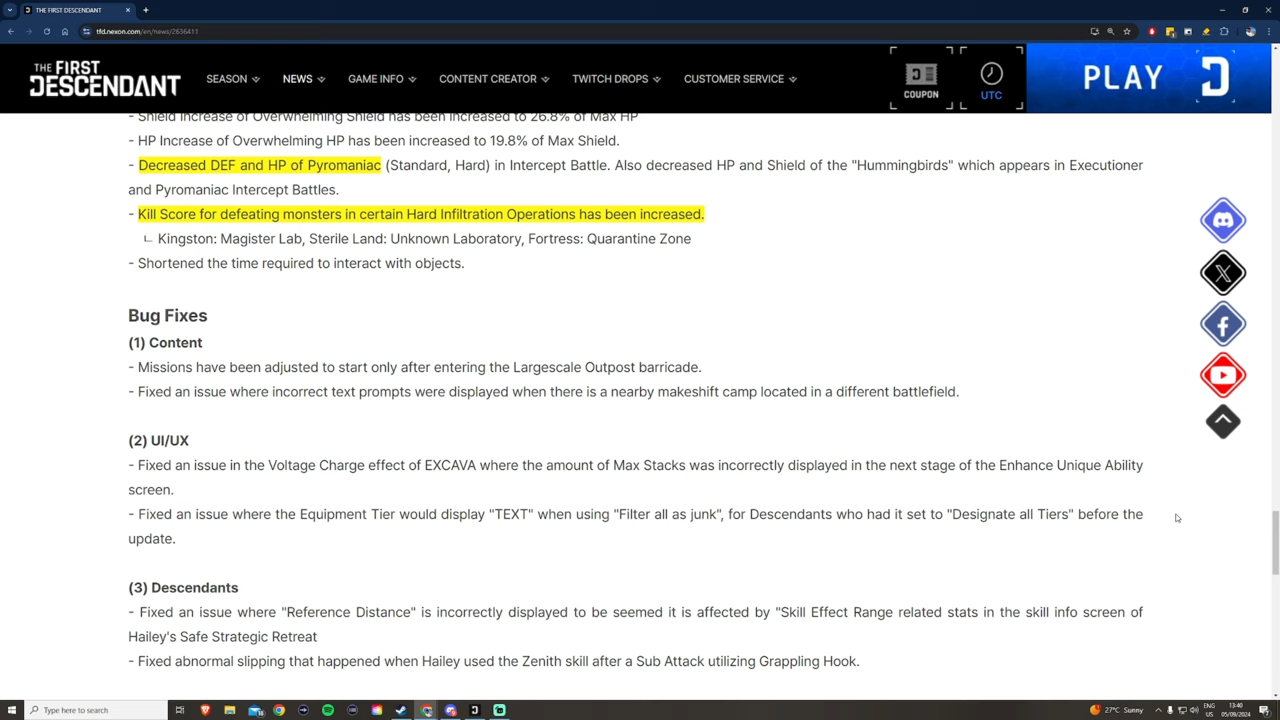 THE FIRST DESCENDANT
tfd.nexon.com/en/news/2636411
THE FIRST
DESCENDANT
SEASON
NEWS
GAME INFO
CONTENT CREATOR
TWITCH DROPS
CUSTOMER SERVICE
COUPON
UTC
PLAY
- Shield Increase of Overwhelming Shield has been increased to 26.8% of Max HP
- HP Increase of Overwhelming HP has been increased to 19.8% of Max Shield.
- Decreased DEF and HP of Pyromaniac (Standard, Hard) in Intercept Battle. Also decreased HP and Shield of the "Hummingbirds" which appears in Executioner
and Pyromaniac Intercept Battles.
- Kill Score for defeating monsters in certain Hard Infiltration Operations has been increased.
ㄴ Kingston: Magister Lab, Sterile Land: Unknown Laboratory, Fortress: Quarantine Zone
- Shortened the time required to interact with objects.
Bug Fixes
(1) Content
- Missions have been adjusted to start only after entering the Largescale Outpost barricade.
- Fixed an issue where incorrect text prompts were displayed when there is a nearby makeshift camp located in a different battlefield.
(2) UI/UX
- Fixed an issue in the Voltage Charge effect of EXCAVA where the amount of Max Stacks was incorrectly displayed in the next stage of the Enhance Unique Ability
screen.
- Fixed an issue where the Equipment Tier would display "TEXT" when using "Filter all as junk", for Descendants who had it set to "Designate all Tiers" before the
update.
(3) Descendants
- Fixed an issue where "Reference Distance" is incorrectly displayed to be seemed it is affected by "Skill Effect Range related stats in the skill info screen of
Hailey's Safe Strategic Retreat
- Fixed abnormal slipping that happened when Hailey used the Zenith skill after a Sub Attack utilizing Grappling Hook.
Type here to search
27°C Sunny
ENG
13:40
05/09/2024